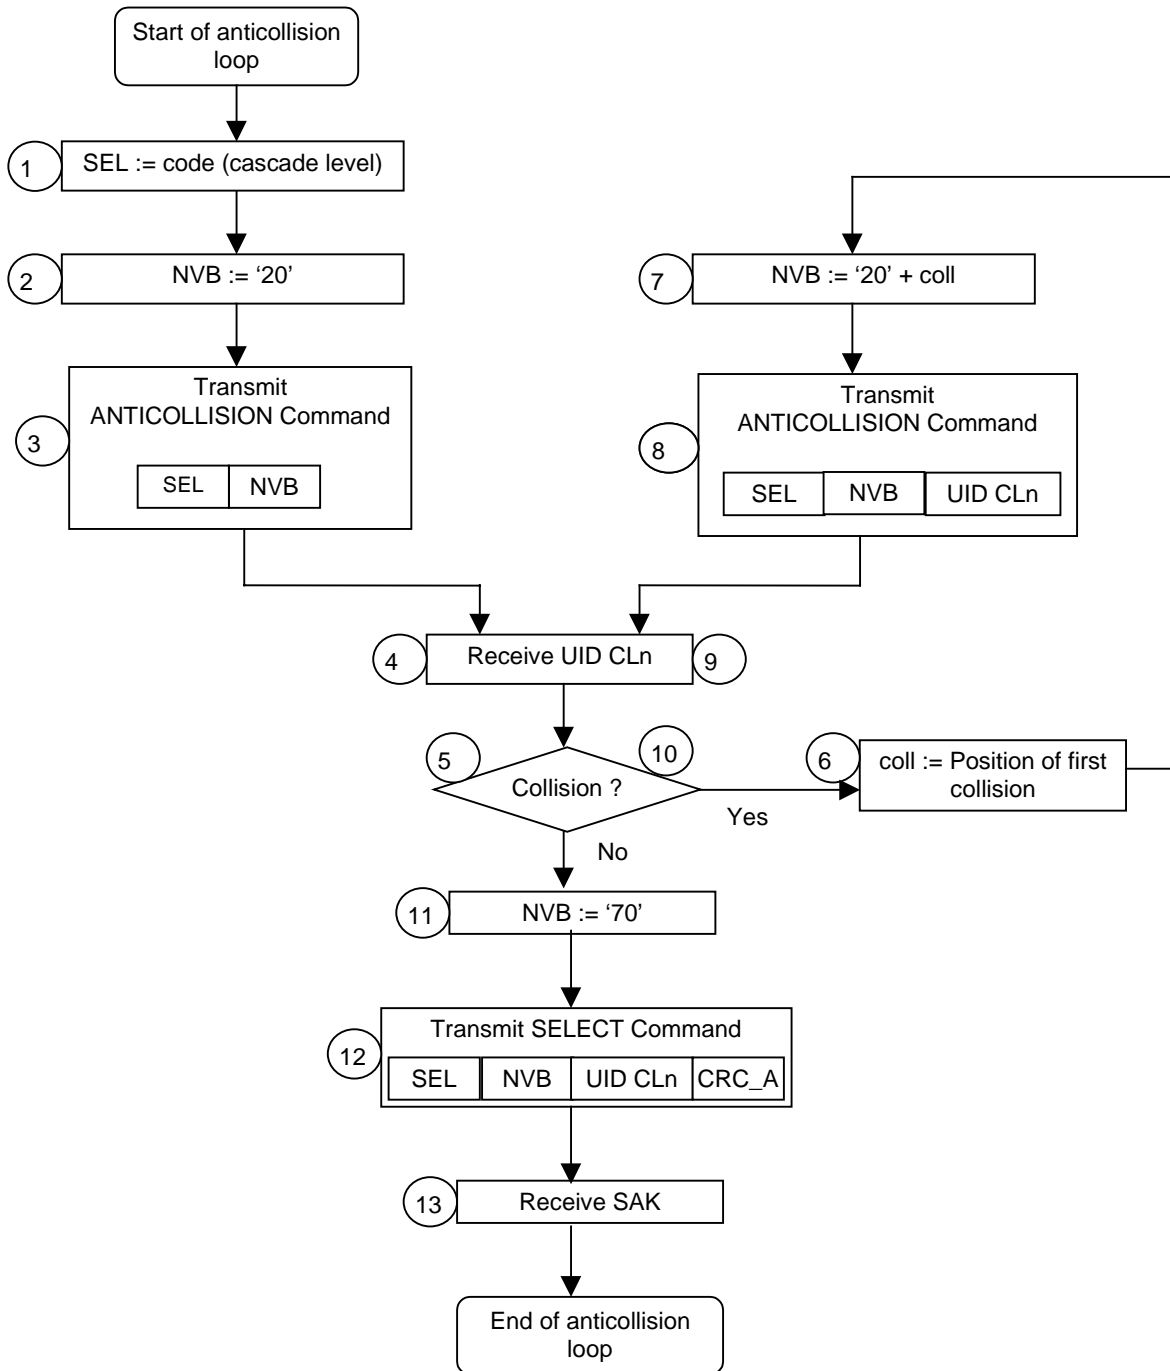 Start of anticollision
loop
1
SEL := code (cascade level)
2
NVB := ‘20’
7
NVB := ‘20’ + coll
3
Transmit
ANTICOLLISION Command
SEL
NVB
8
Transmit
ANTICOLLISION Command
SEL
NVB
UID CLn
4
Receive UID CLn
9
5
Collision ?
10
Yes
No
6
coll := Position of first
collision
11
NVB := ‘70’
12
Transmit SELECT Command
SEL
NVB
UID CLn
CRC_A
13
Receive SAK
End of anticollision
loop